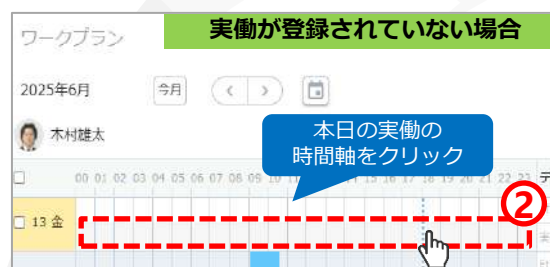 ワークプラン
実働が登録されていない場合
2025年6月
今月
木村雄太
本日の実働の
時間軸をクリック
00 01 02 03 04 05 06 07 08 09 10 11 14 15 16 17 18 19 20 21 22 23 デ
②
13 金
実